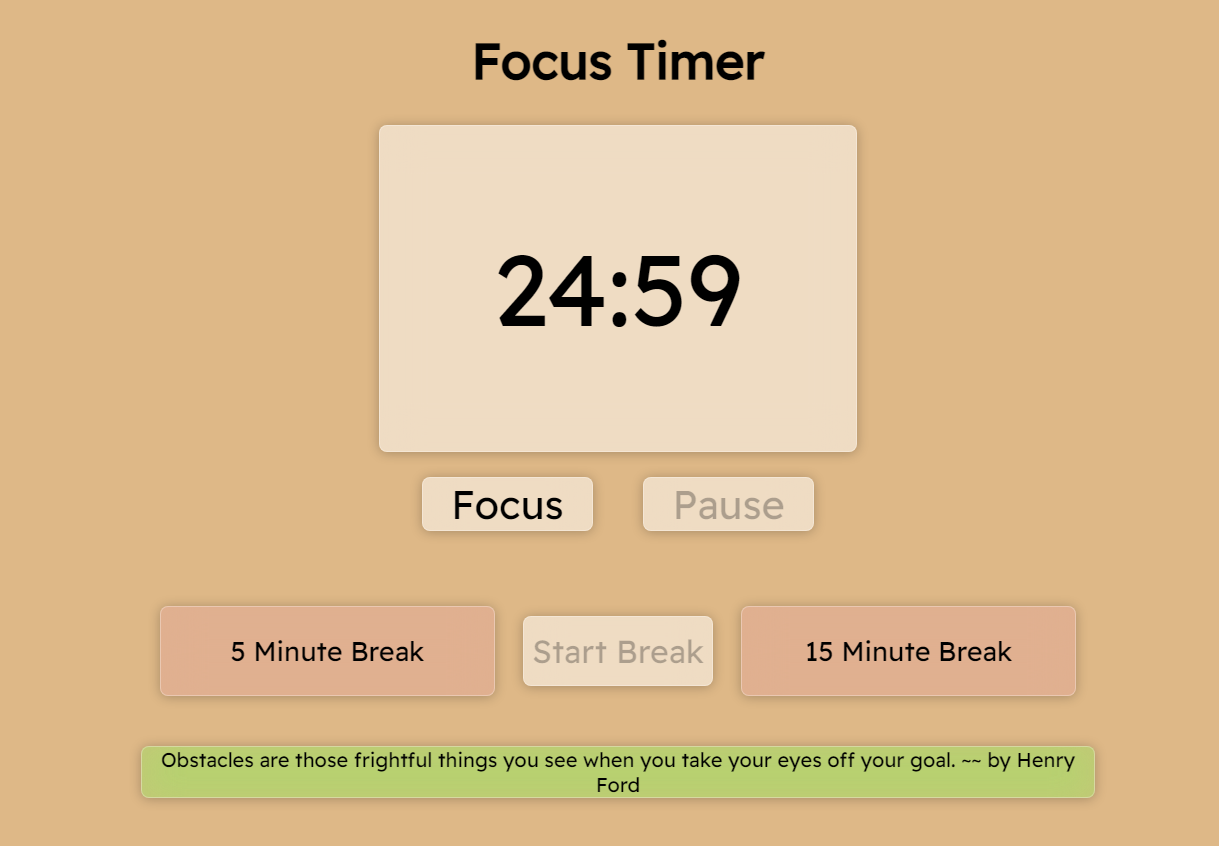 Focus Timer
24:59
Focus Pause
5 Minute Break Start Break 15 Minute Break
Obstacles are those frightful things you see when you take your eyes off your goal. ~~ by Henry
Ford